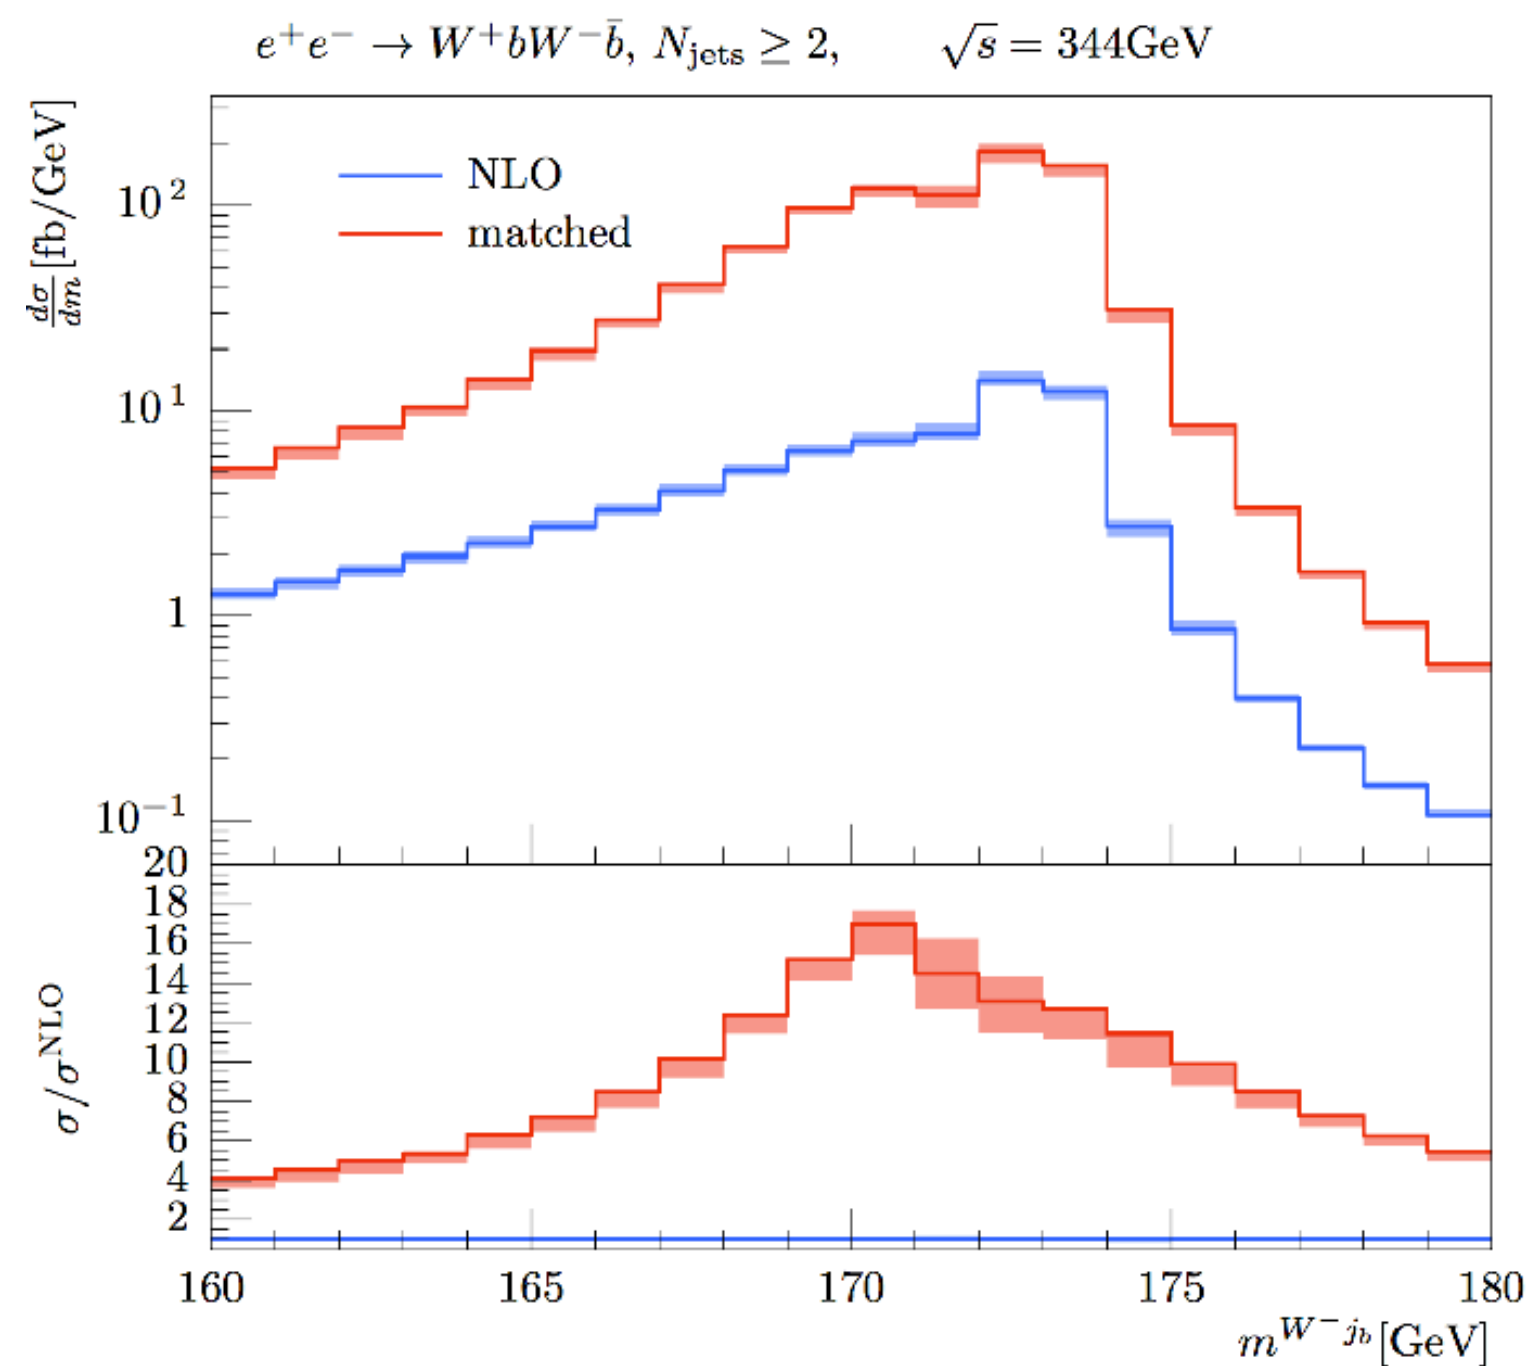 e⁺e⁻ → W⁺bW⁻b̄, N_jets ≥ 2, √s = 344GeV
dσ/dm [fb/GeV]
NLO
matched
10²
10¹
1
10⁻¹
σ/σ^NLO
20
18
16
14
12
10
8
6
4
2
160 165 170 175 180
m^{W⁻j_b}[GeV]